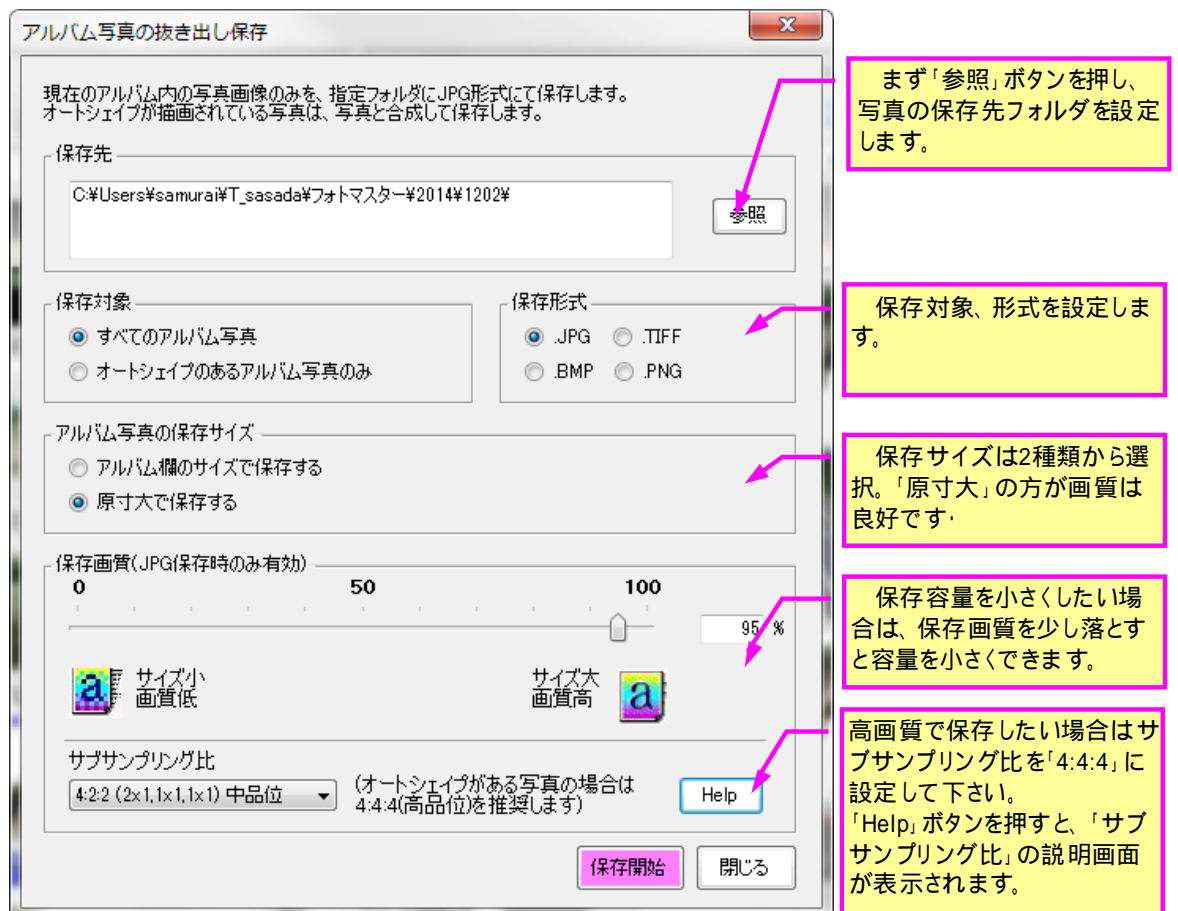 アルバム写真の抜き出し保存
現在のアルバム内の写真画像のみを、指定フォルダにJPG形式にて保存します。
オートシェイプが描画されている写真は、写真と合成して保存します。
保存先
C:¥Users¥samurai¥T_sasada¥フォトマスター¥2014¥1202¥
参照
保存対象
すべてのアルバム写真
オートシェイプのあるアルバム写真のみ
保存形式
.JPG
.TIFF
.BMP
.PNG
アルバム写真の保存サイズ
アルバム欄のサイズで保存する
原寸大で保存する
保存画質(JPG保存時のみ有効)
0 50 100
95 %
サイズ小
画質低
サイズ大
画質高
サブサンプリング比
4:2:2 (2x1,1x1,1x1) 中品位
(オートシェイプがある写真の場合は
4:4:4(高品位)を推奨します)
Help
保存開始
閉じる
まず「参照」ボタンを押し、
写真の保存先フォルダを設定
します。
保存対象、形式を設定しま
す。
保存サイズは2種類から選
択。「原寸大」の方が画質は
良好です・
保存容量を小さくしたい場
合は、保存画質を少し落とす
と容量を小さくできます。
高画質で保存したい場合はサ
ブサンプリング比を「4:4:4」に
設定して下さい。
「Help」ボタンを押すと、「サブ
サンプリング比」の説明画面
が表示されます。